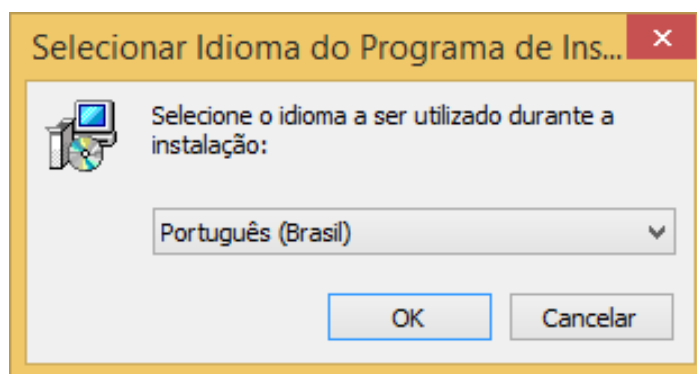 Selecionar Idioma do Programa de Ins...
Selecione o idioma a ser utilizado durante a
instalação:
Português (Brasil)
OK
Cancelar